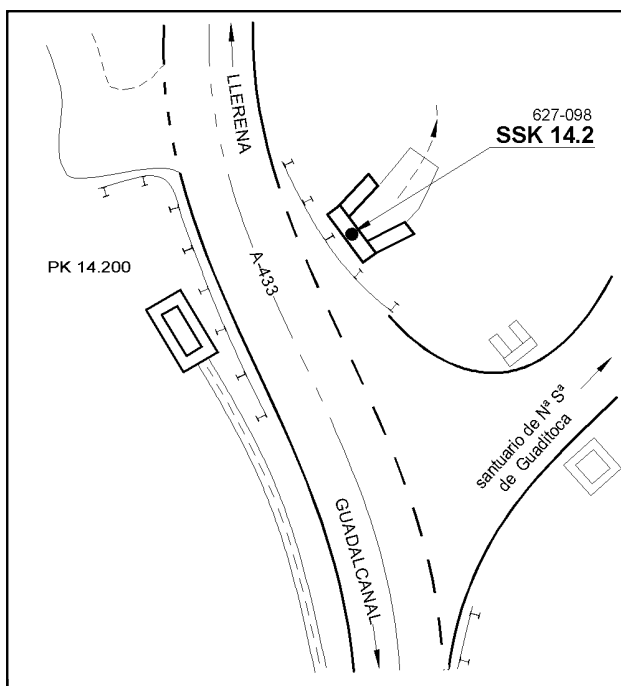 LLERENA
627-098
SSK 14.2
A-433
PK 14.200
santuario de Nª Sª
de Guaditoca
GUADALCANAL